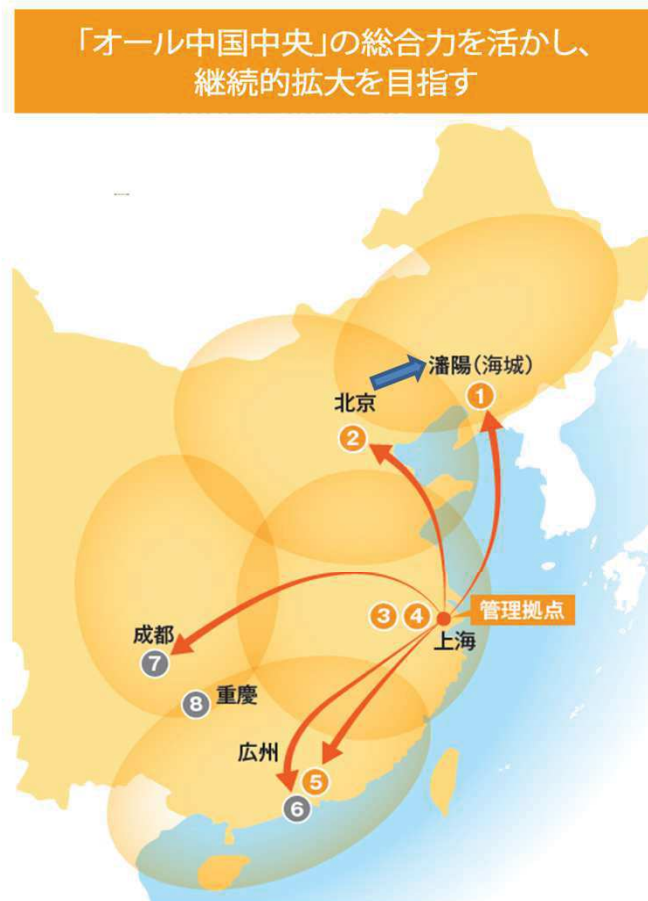 「オール中国中央」の総合力を活かし、
継続的拡大を目指す
瀋陽（海城）
1
北京
2
3 4
管理拠点
上海
成都
7
8 重慶
広州
5
6